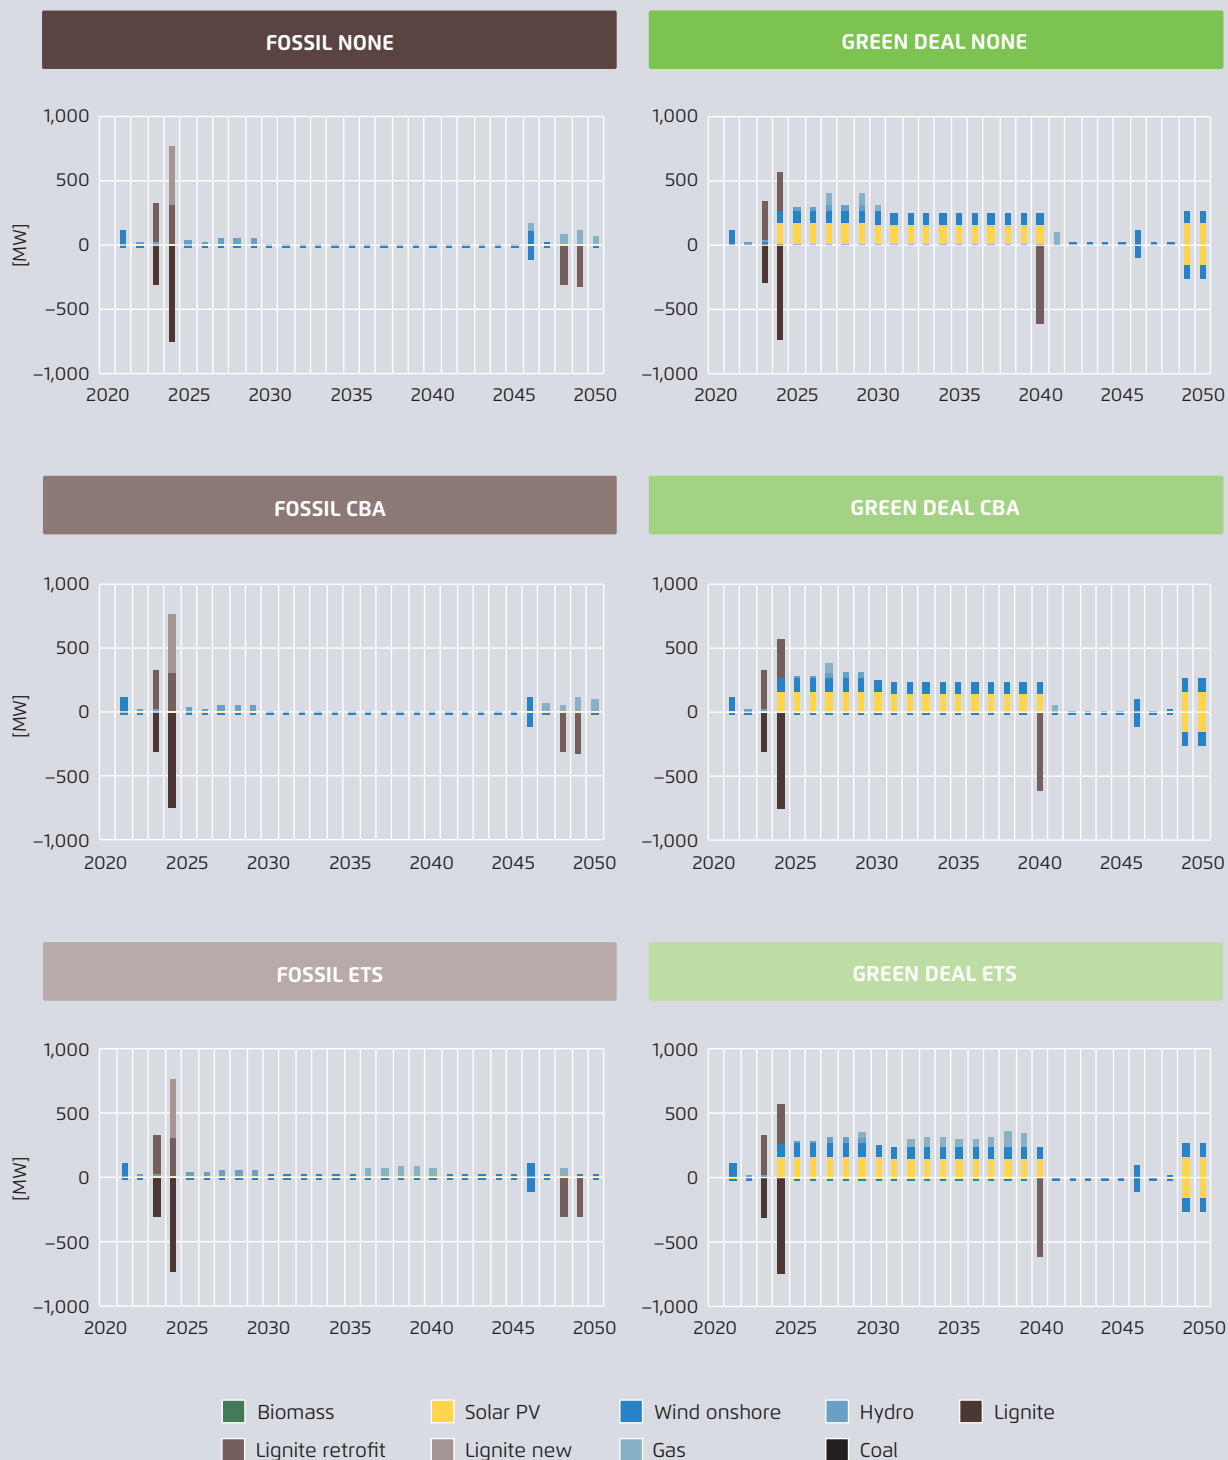 FOSSIL NONE
GREEN DEAL NONE
1,000
500
0
−500
−1,000
[MW]
2020 2025 2030 2035 2040 2045 2050
1,000
500
0
−500
−1,000
2020 2025 2030 2035 2040 2045 2050
FOSSIL CBA
GREEN DEAL CBA
1,000
500
0
−500
−1,000
[MW]
2020 2025 2030 2035 2040 2045 2050
1,000
500
0
−500
−1,000
2020 2025 2030 2035 2040 2045 2050
FOSSIL ETS
GREEN DEAL ETS
1,000
500
0
−500
−1,000
[MW]
2020 2025 2030 2035 2040 2045 2050
1,000
500
0
−500
−1,000
2020 2025 2030 2035 2040 2045 2050
Biomass Solar PV Wind onshore Hydro Lignite
Lignite retrofit Lignite new Gas Coal